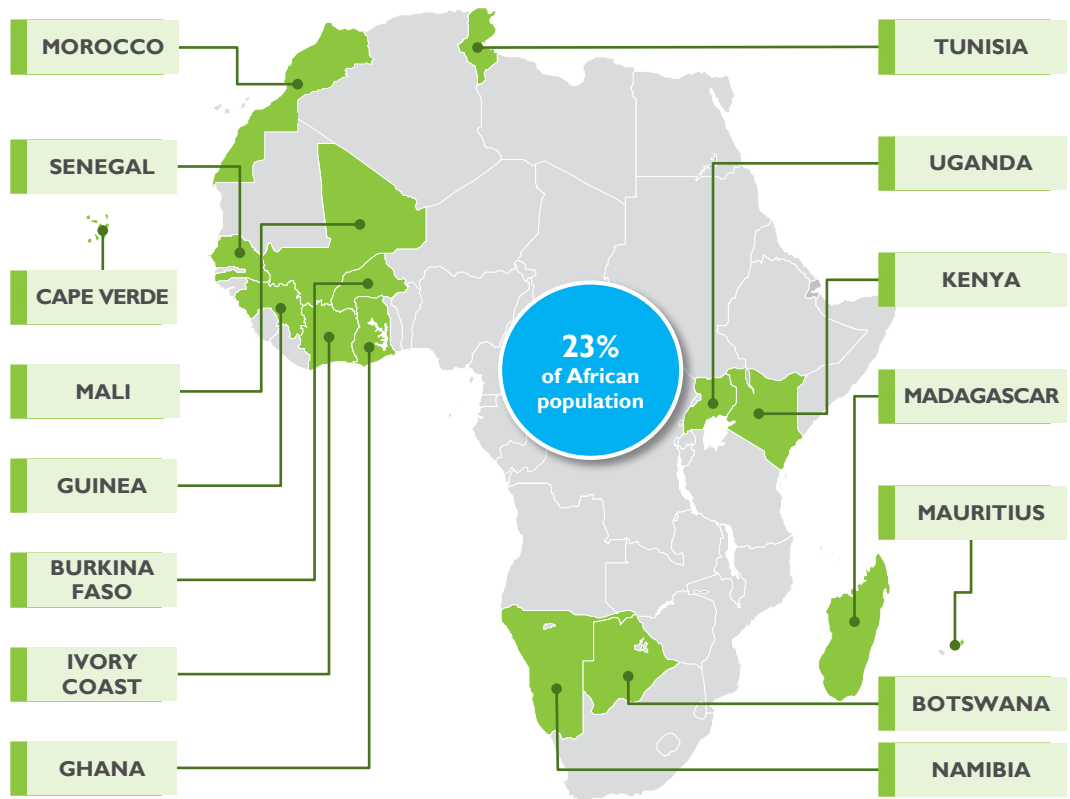 MOROCCO
SENEGAL
CAPE VERDE
MALI
GUINEA
BURKINA
FASO
IVORY
COAST
GHANA
23%
of African
population
TUNISIA
UGANDA
KENYA
MADAGASCAR
MAURITIUS
BOTSWANA
NAMIBIA